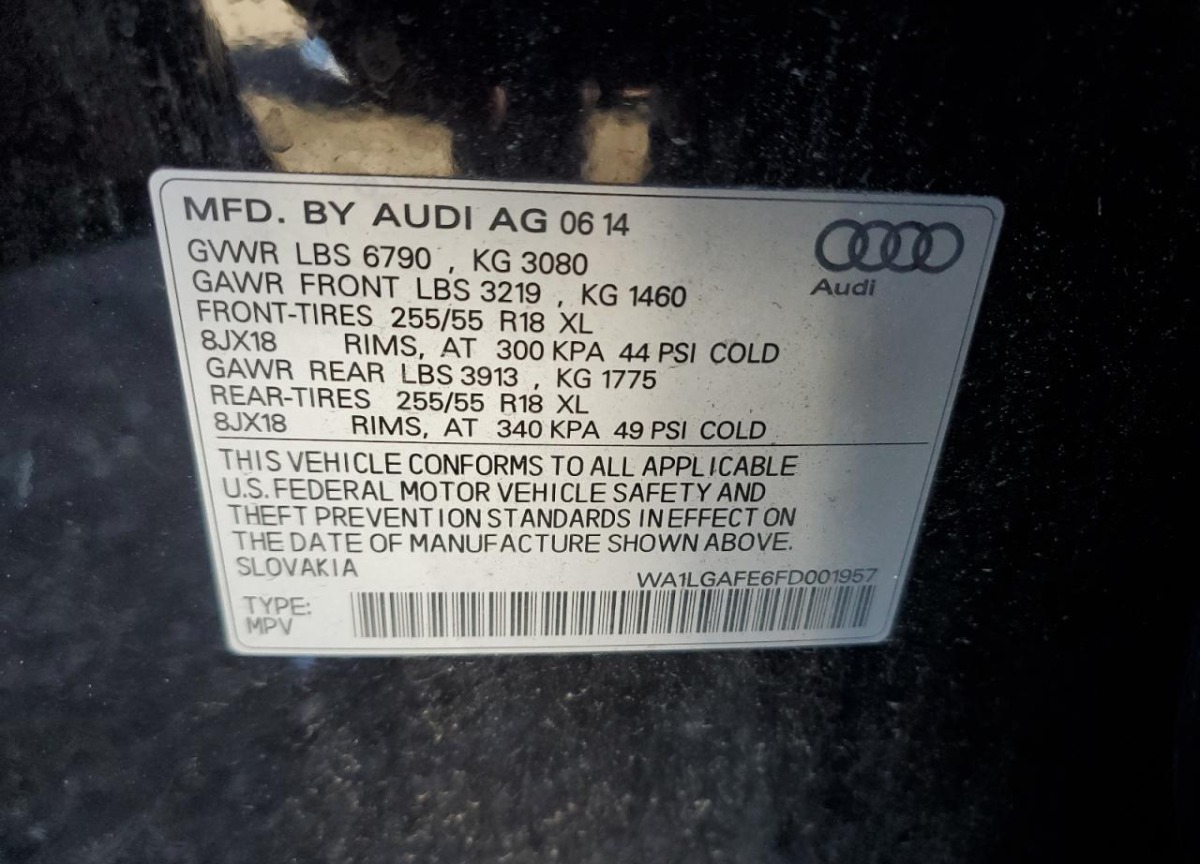 MFD. BY AUDI AG 06 14
Audi
GVWR LBS 6790 , KG 3080
GAWR FRONT LBS 3219 , KG 1460
FRONT-TIRES 255/55 R18 XL
8JX18 RIMS, AT 300 KPA 44 PSI COLD
GAWR REAR LBS 3913 , KG 1775
REAR-TIRES 255/55 R18 XL
8JX18 RIMS, AT 340 KPA 49 PSI COLD
THIS VEHICLE CONFORMS TO ALL APPLICABLE
U.S. FEDERAL MOTOR VEHICLE SAFETY AND
THEFT PREVENTION STANDARDS IN EFFECT ON
THE DATE OF MANUFACTURE SHOWN ABOVE.
SLOVAKIA
WA1LGAFE6FD001957
TYPE:
MPV